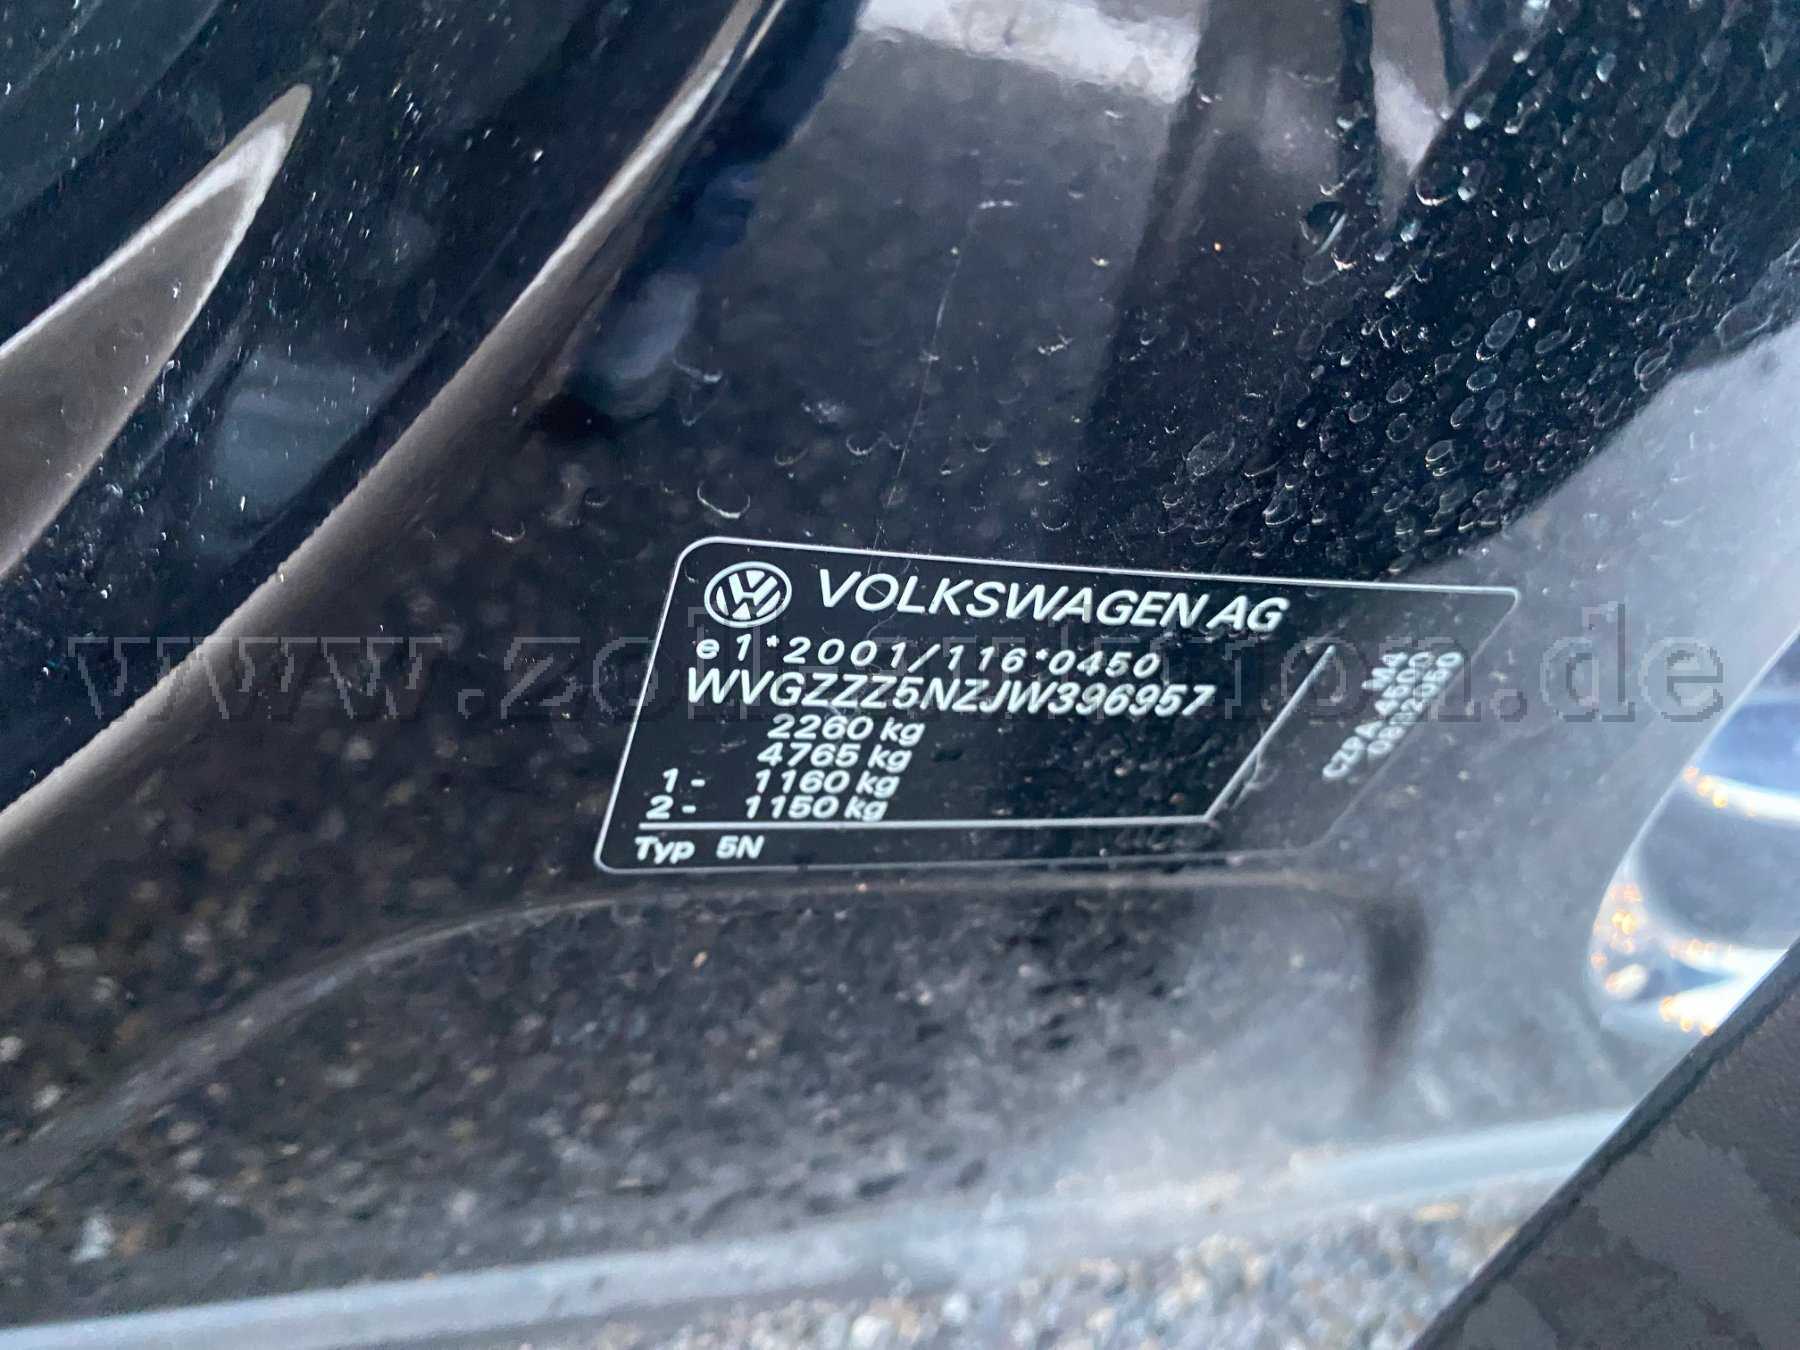 VOLKSWAGEN AG
e1*2001/116*0450
WVGZZZ5NZJW396957
2260 kg
4765 kg
1- 1160 kg
2- 1150 kg
Typ 5N
M4
www.zoll-auktion.de